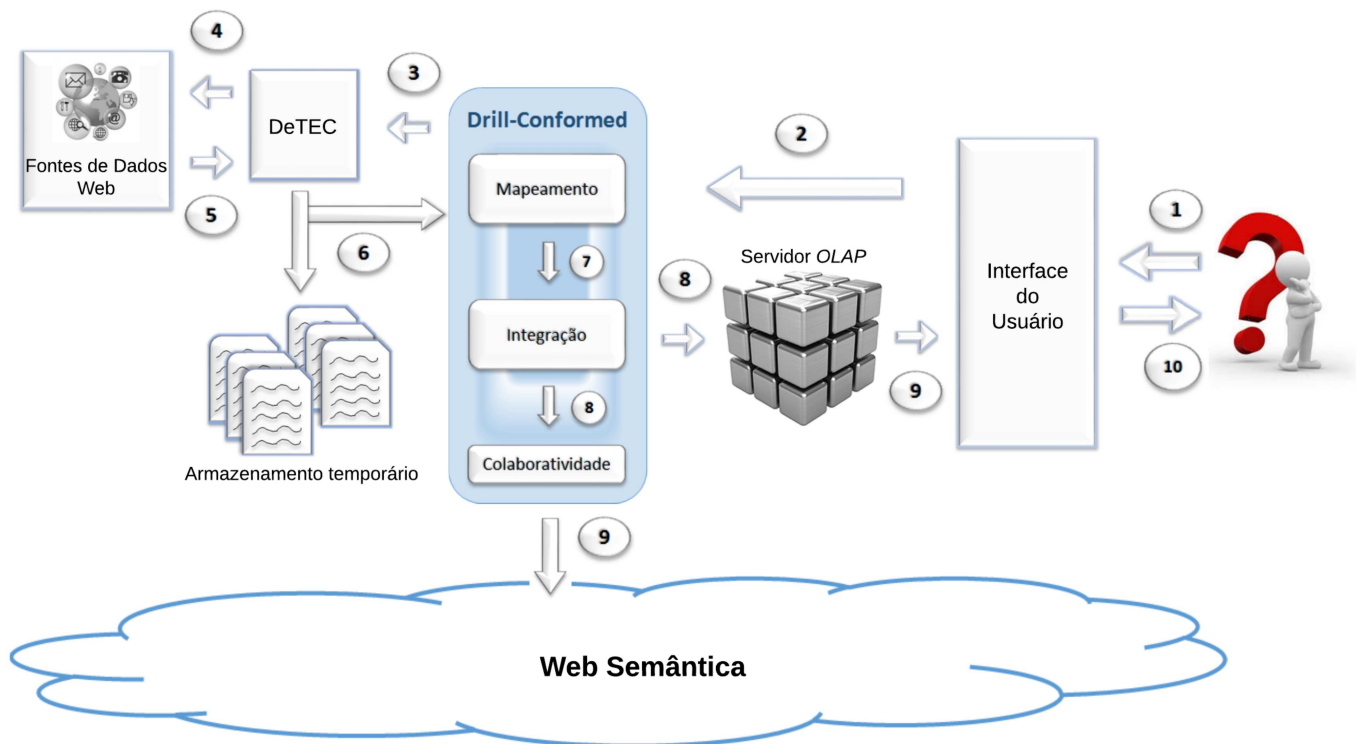 4
3
Drill-Conformed
2
DeTEC
Fontes de Dados
Web
Mapeamento
1
5
6
7
8
Servidor OLAP
Interface
do
Usuário
Integração
9
10
8
Colaboratividade
Armazenamento temporário
9
Web Semântica